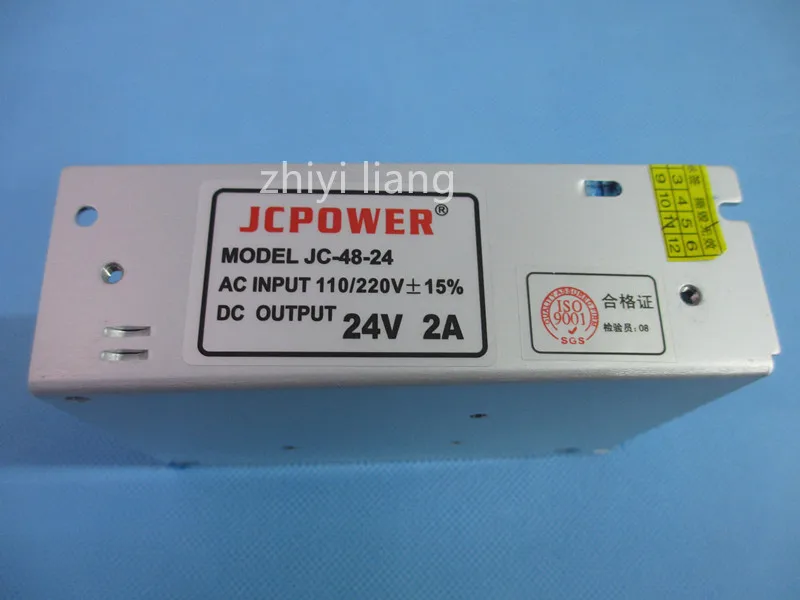 zhiyi liang
JCPOWER®
MODEL JC-48-24
AC INPUT 110/220V±15%
DC OUTPUT 24V 2A
ISO
9001
SGS
合格证
检验员:08
3 4 5 6
9 10 11 12